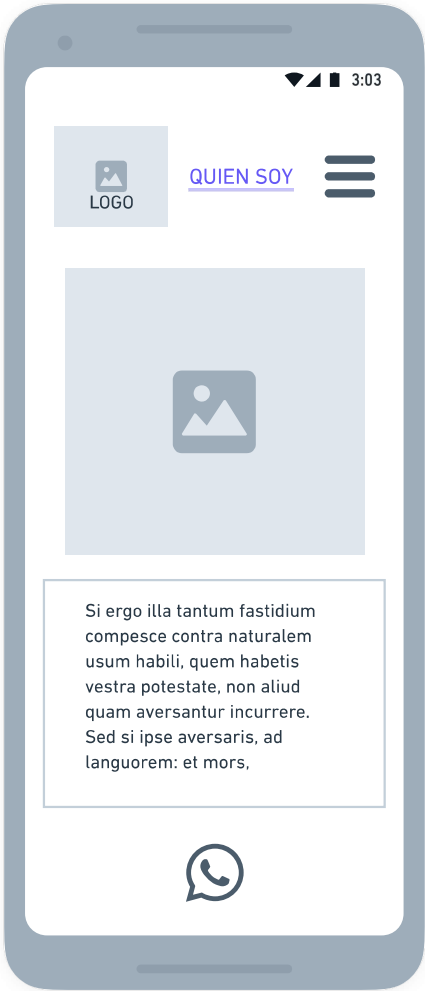 3:03
LOGO
QUIEN SOY
Si ergo illa tantum fastidium
compesce contra naturalem
usum habili, quem habetis
vestra potestate, non aliud
quam aversantur incurrere.
Sed si ipse aversaris, ad
languorem: et mors,